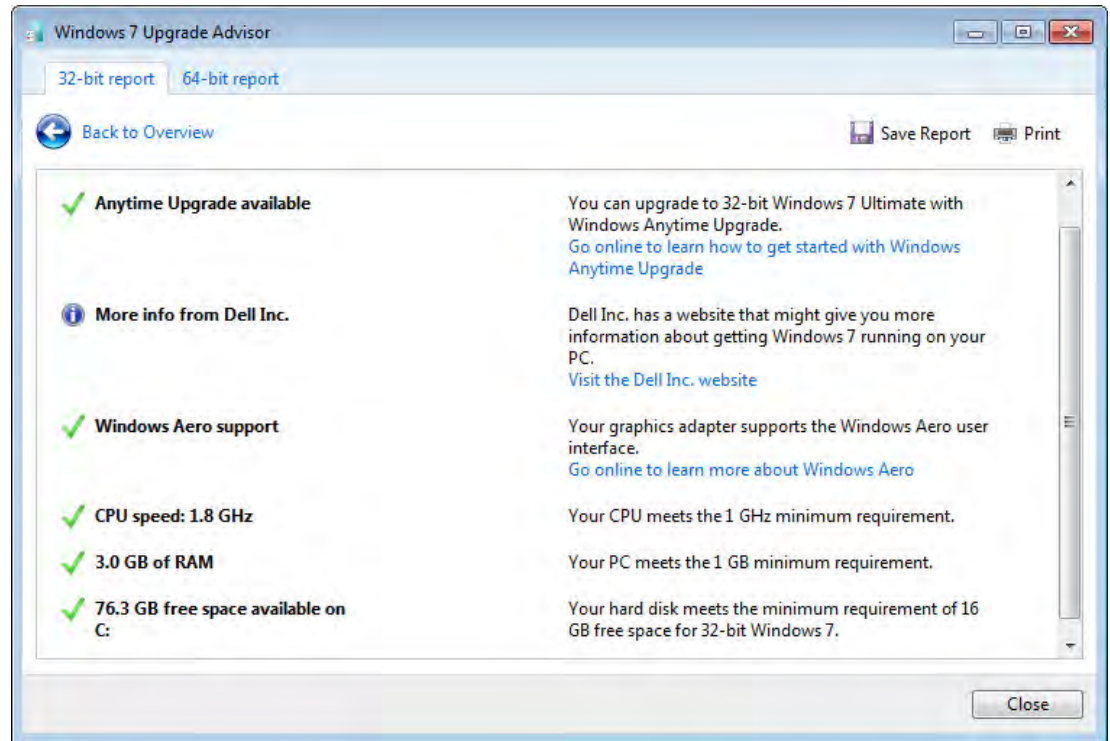 Windows 7 Upgrade Advisor
32-bit report 64-bit report
Back to Overview Save Report Print
Anytime Upgrade available
You can upgrade to 32-bit Windows 7 Ultimate with
Windows Anytime Upgrade.
Go online to learn how to get started with Windows
Anytime Upgrade
More info from Dell Inc.
Dell Inc. has a website that might give you more
information about getting Windows 7 running on your
PC.
Visit the Dell Inc. website
Windows Aero support
Your graphics adapter supports the Windows Aero user
interface.
Go online to learn more about Windows Aero
CPU speed: 1.8 GHz
Your CPU meets the 1 GHz minimum requirement.
3.0 GB of RAM
Your PC meets the 1 GB minimum requirement.
76.3 GB free space available on
C:
Your hard disk meets the minimum requirement of 16
GB free space for 32-bit Windows 7.
Close